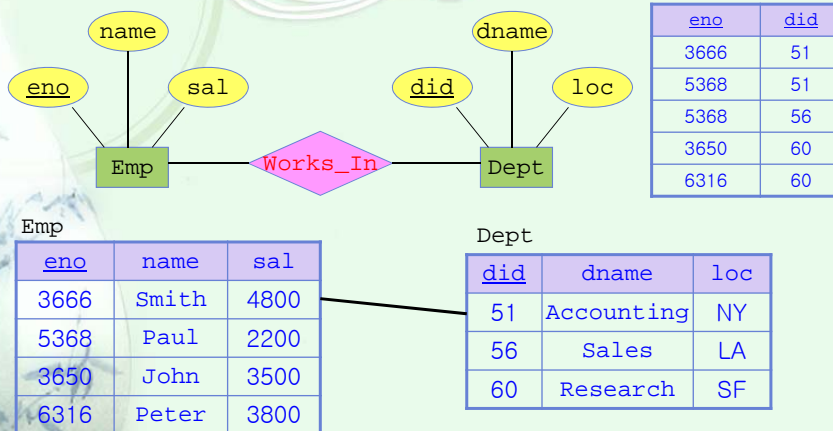 name
eno
sal
Emp
Works_In
dname
did
loc
Dept
eno did
3666 51
5368 51
5368 56
3650 60
6316 60
Emp
eno name sal
3666 Smith 4800
5368 Paul 2200
3650 John 3500
6316 Peter 3800
Dept
did dname loc
51 Accounting NY
56 Sales LA
60 Research SF